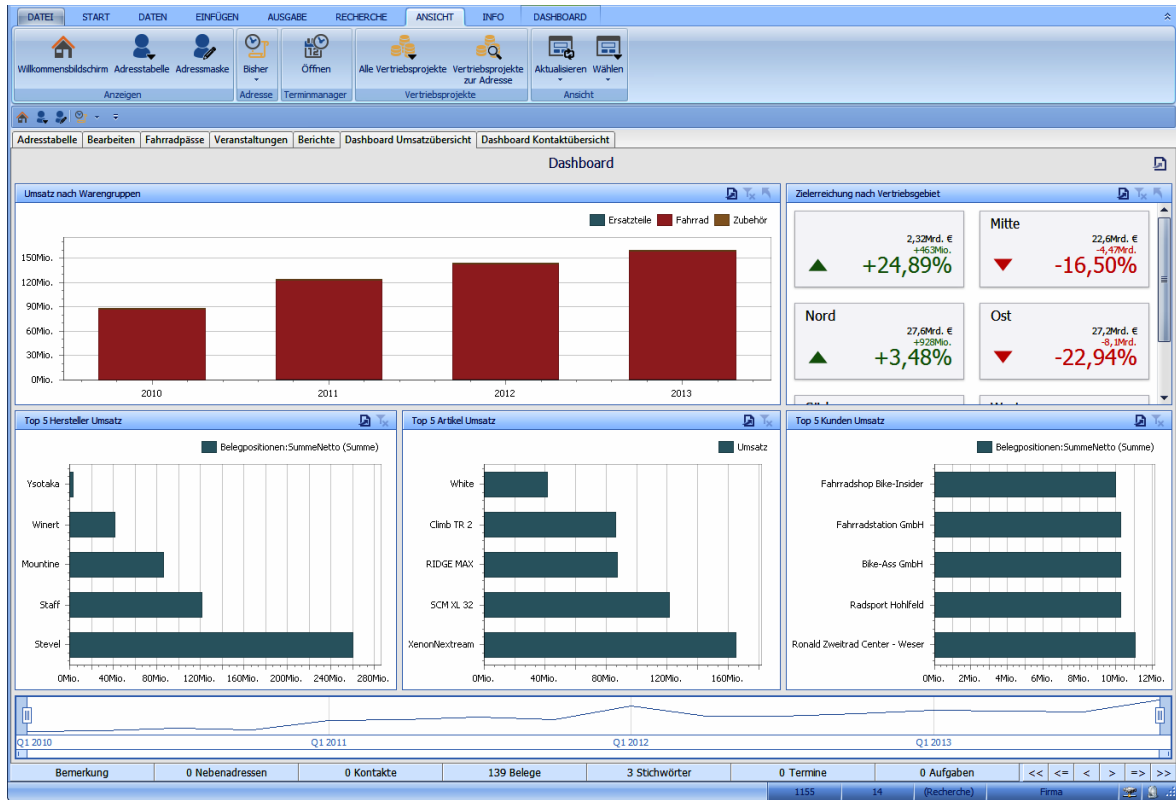 DATEI START DATEN EINFÜGEN AUSGABE RECHERCHE ANSICHT INFO DASHBOARD
Willkommensbildschirm Adresstabelle Adressmaske Bisher Öffnen Alle Vertriebsprojekte Vertriebsprojekte zur Adresse Aktualisieren Wählen
Anzeigen Adresse Terminmanager Vertriebsprojekte Ansicht
Adresstabelle Bearbeiten Fahrradpässe Veranstaltungen Berichte Dashboard Umsatzübersicht Dashboard Kontaktübersicht
Dashboard
Umsatz nach Warengruppen
Ersatzteile Fahrrad Zubehör
150Mio.
120Mio.
90Mio.
60Mio.
30Mio.
0Mio.
2010 2011 2012 2013
Zielerreichung nach Vertriebsgebiet
2,32Mrd. €
+463Mio.
+24,89%
Mitte
22,6Mrd. €
-4,47Mrd.
-16,50%
Nord
27,6Mrd. €
+928Mio.
+3,48%
Ost
27,2Mrd. €
-8,1Mrd.
-22,94%
Top 5 Hersteller Umsatz
Belegpositionen:SummeNetto (Summe)
Ysotaka
Winert
Mountine
Staff
Stevel
0Mio. 40Mio. 80Mio. 120Mio. 160Mio. 200Mio. 240Mio. 280Mio.
Top 5 Artikel Umsatz
Umsatz
White
Climb TR 2
RIDGE MAX
SCM XL 32
XenonNextream
0Mio. 40Mio. 80Mio. 120Mio. 160Mio.
Top 5 Kunden Umsatz
Belegpositionen:SummeNetto (Summe)
Fahrradshop Bike-Insider
Fahrradstation GmbH
Bike-Ass GmbH
Radsport Hohlfeld
Ronald Zweitrad Center - Weser
0Mio. 2Mio. 4Mio. 6Mio. 8Mio. 10Mio. 12Mio.
Q1 2010 Q1 2011 Q1 2012 Q1 2013
Bemerkung 0 Nebenadressen 0 Kontakte 139 Belege 3 Stichwörter 0 Termine 0 Aufgaben << <= < > => >>
1155 14 (Recherche) Firma